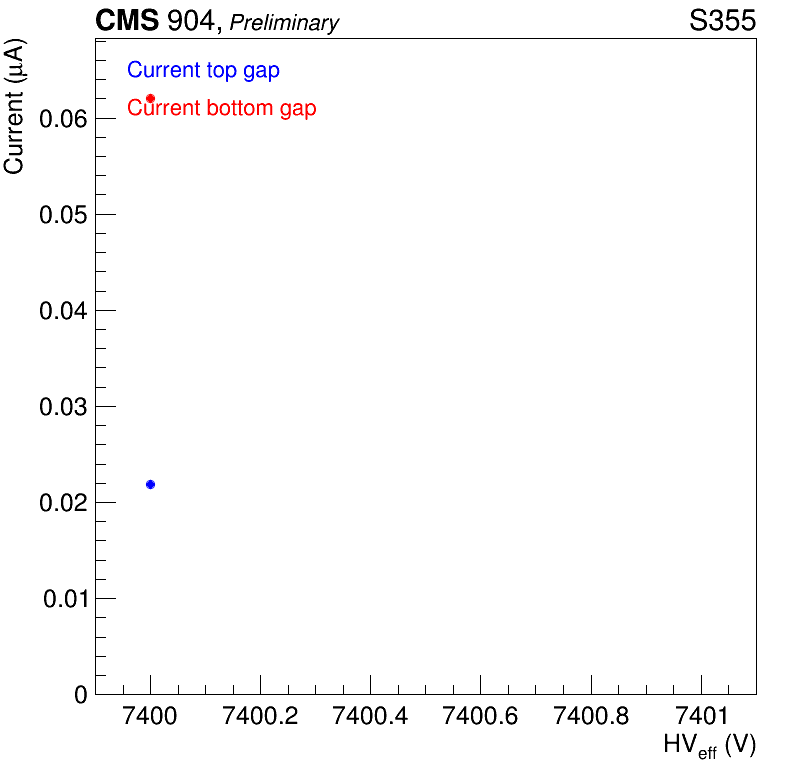 CMS 904, Preliminary S355
Current (μA)
Current top gap
Current bottom gap
0.06
0.05
0.04
0.03
0.02
0.01
0
7400 7400.2 7400.4 7400.6 7400.8 7401
HVeff (V)